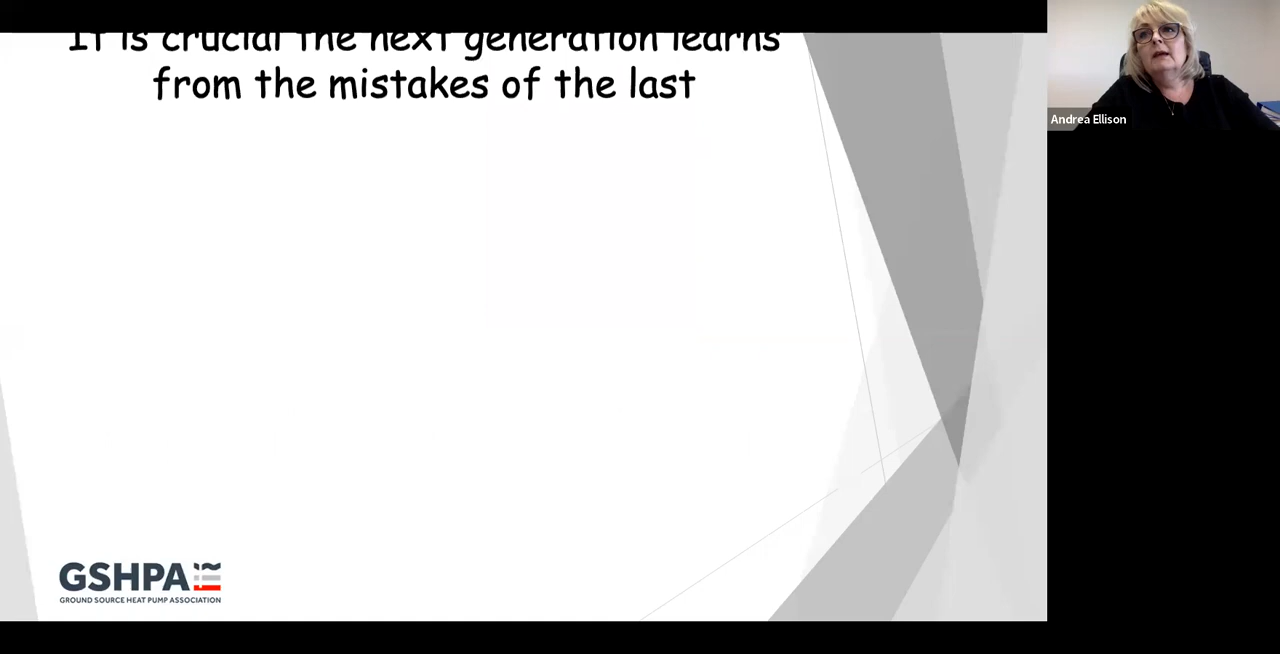 It is crucial the next generation learns
from the mistakes of the last
Andrea Ellison
GSHPA
GROUND SOURCE HEAT PUMP ASSOCIATION